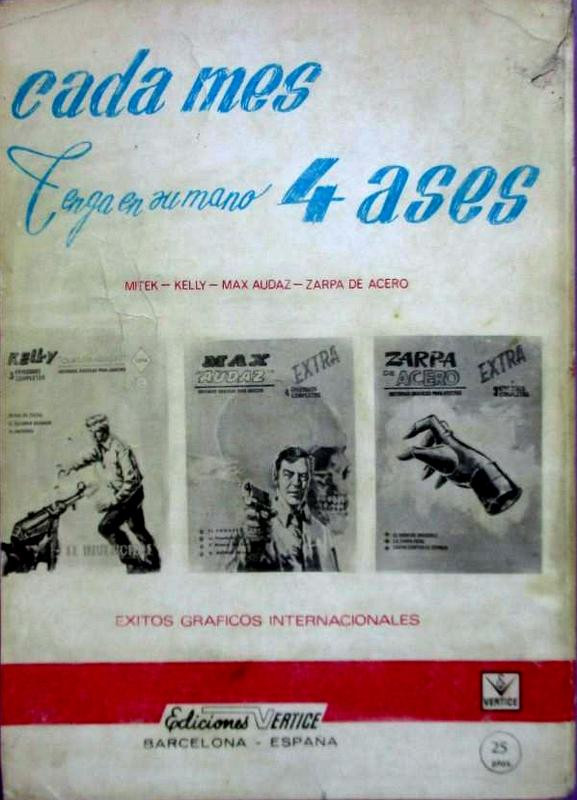 cada mes
Tenga en su mano 4 ases
MITEK - KELLY - MAX AUDAZ - ZARPA DE ACERO
KELLY
MAX
AUDAZ
EXTRA
ZARPA
DE ACERO
EXTRA
EXITOS GRAFICOS INTERNACIONALES
VERTICE
Ediciones VERTICE
BARCELONA - ESPAÑA
25
ptas.